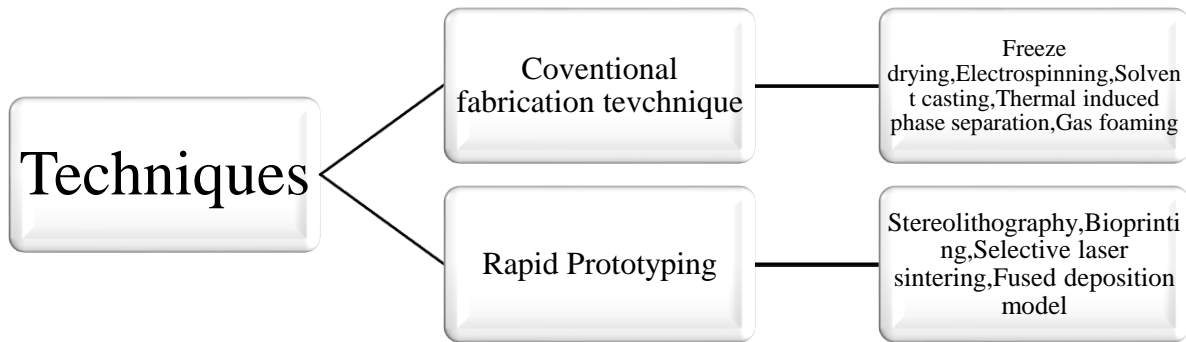 Techniques
Coventional
fabrication tevchnique
Freeze
drying,Electrospinning,Solven
t casting,Thermal induced
phase separation,Gas foaming
Rapid Prototyping
Stereolithography,Bioprinti
ng,Selective laser
sintering,Fused deposition
model